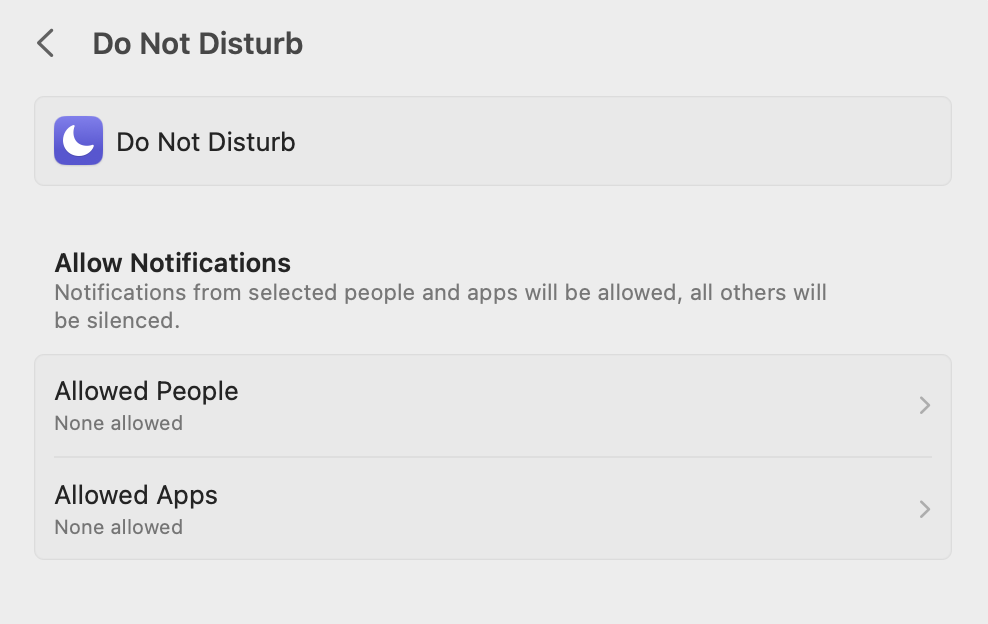 Do Not Disturb
Do Not Disturb
Allow Notifications
Notifications from selected people and apps will be allowed, all others will
be silenced.
Allowed People
None allowed
Allowed Apps
None allowed